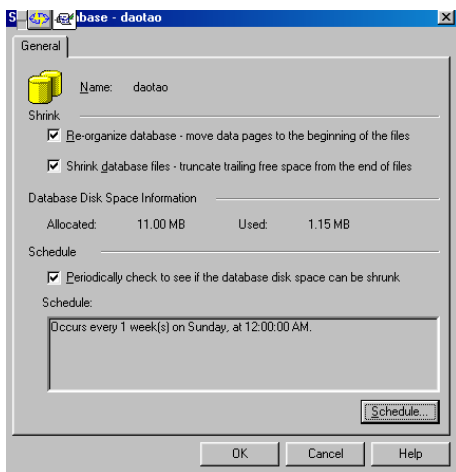 S base - daotao
General
Name: daotao
Shrink
Re-organize database - move data pages to the beginning of the files
Shrink database files - truncate trailing free space from the end of files
Database Disk Space Information
Allocated: 11.00 MB Used: 1.15 MB
Schedule
Periodically check to see if the database disk space can be shrunk
Schedule:
Occurs every 1 week(s) on Sunday, at 12:00:00 AM.
Schedule...
OK Cancel Help